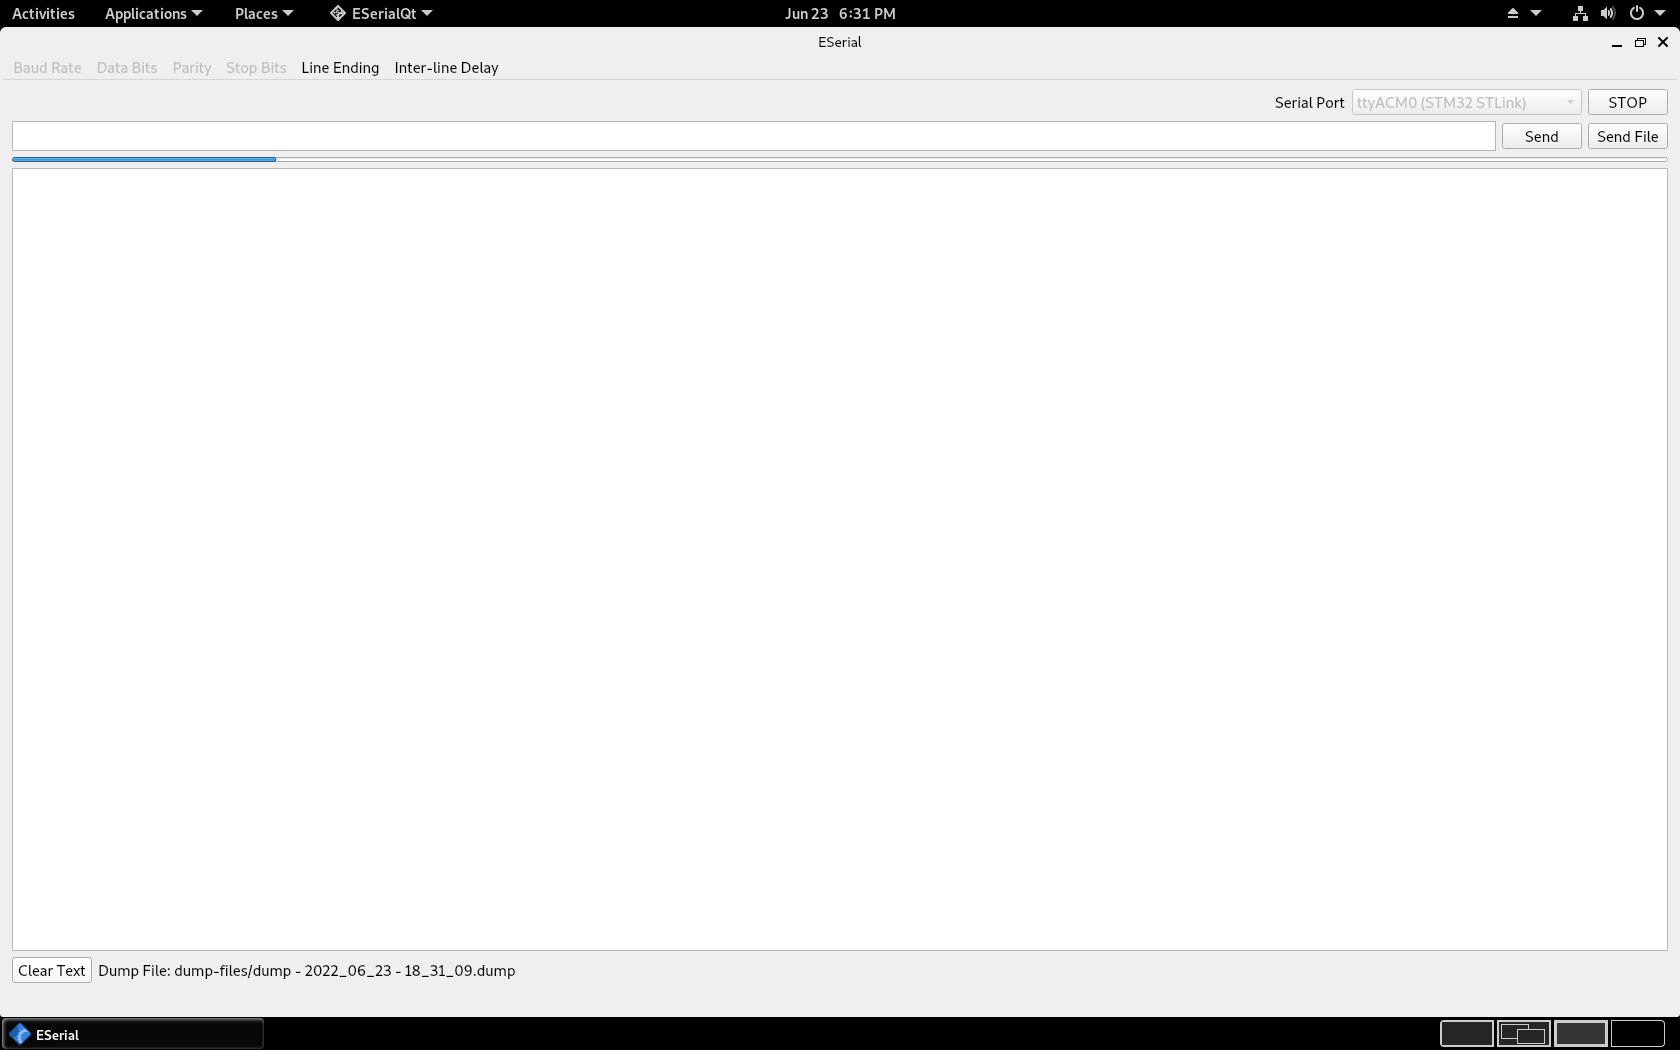 Activities Applications Places ESerialQt Jun 23 6:31 PM
ESerial
Baud Rate Data Bits Parity Stop Bits Line Ending Inter-line Delay
Serial Port ttyACM0 (STM32 STLink) STOP
Send Send File
Clear Text Dump File: dump-files/dump - 2022_06_23 - 18_31_09.dump
ESerial